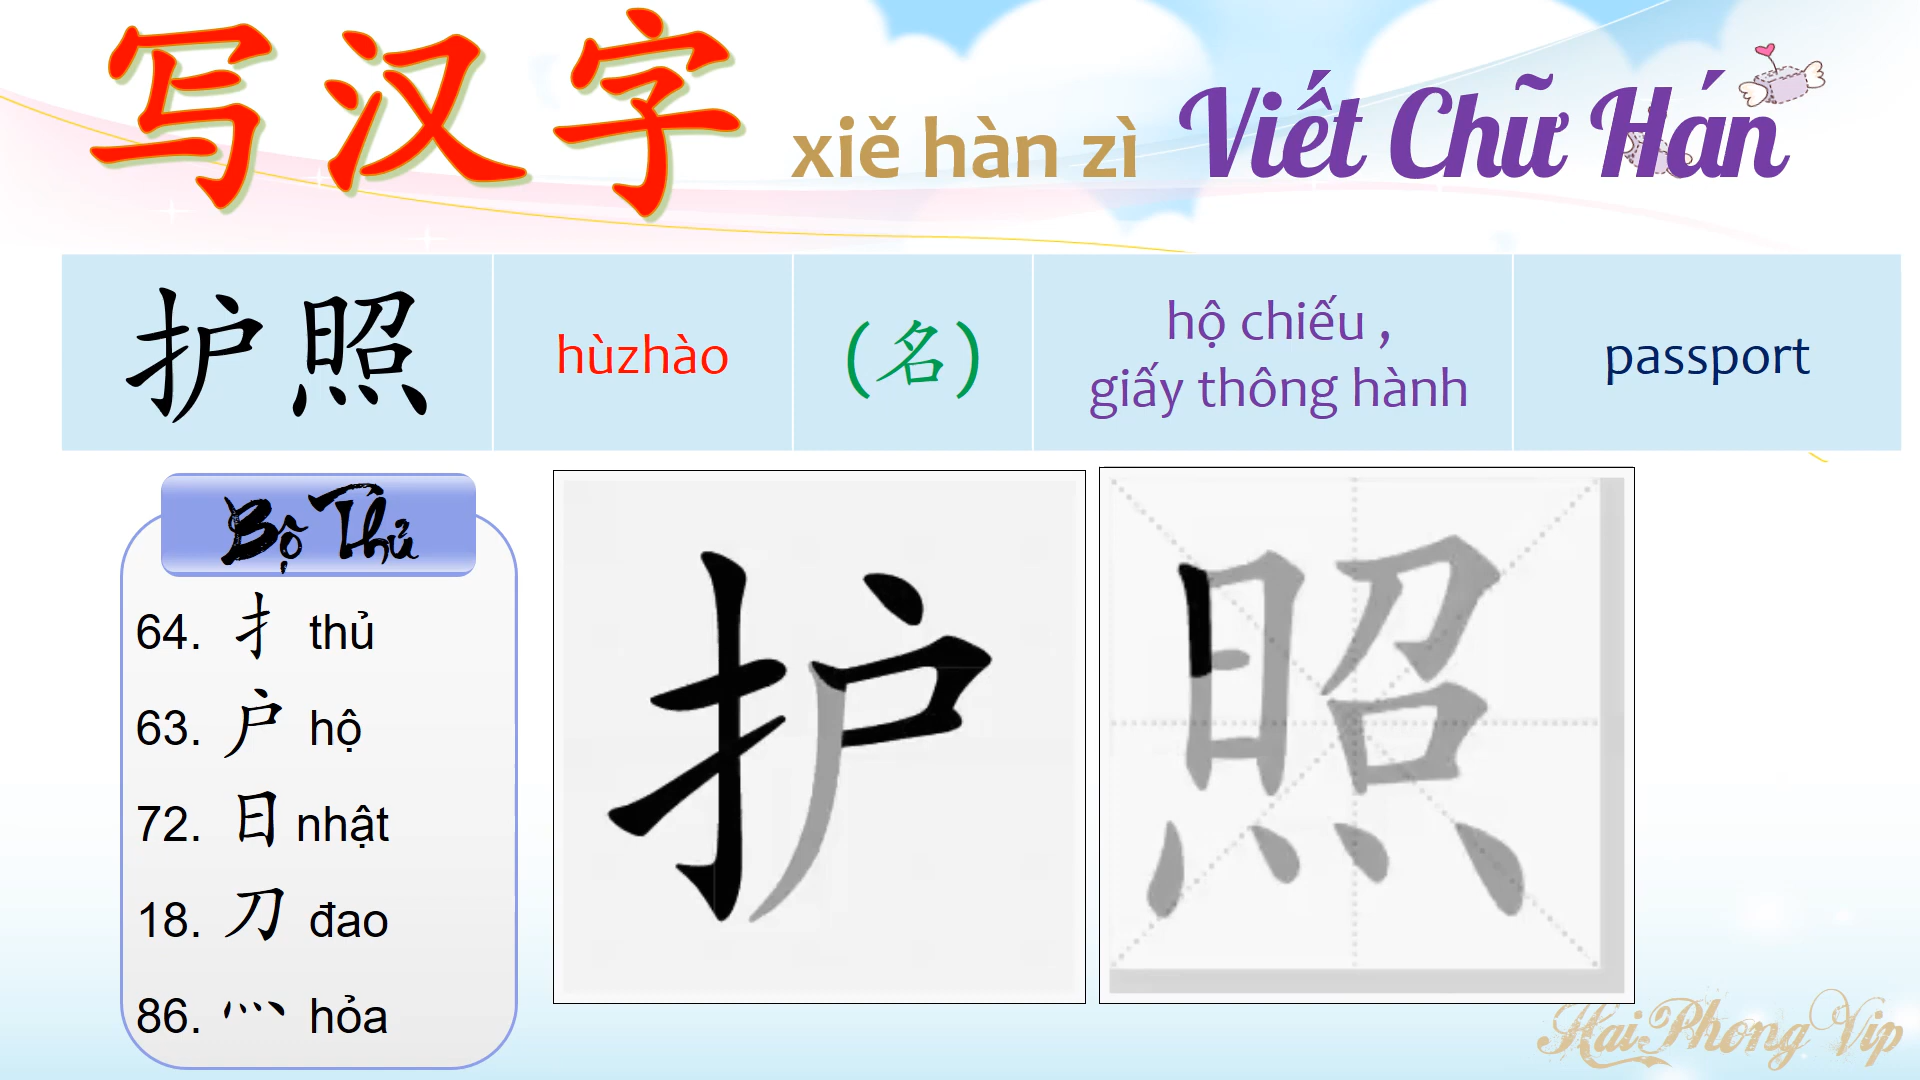 写汉字 xiě hàn zì Viết Chữ Hán
护照 hùzhào (名) hộ chiếu , giấy thông hành passport
Bộ Thủ
64. 扌 thủ
63. 户 hộ
72. 日 nhật
18. 刀 đao
86. 灬 hỏa
护 照
HaiPhong Vip